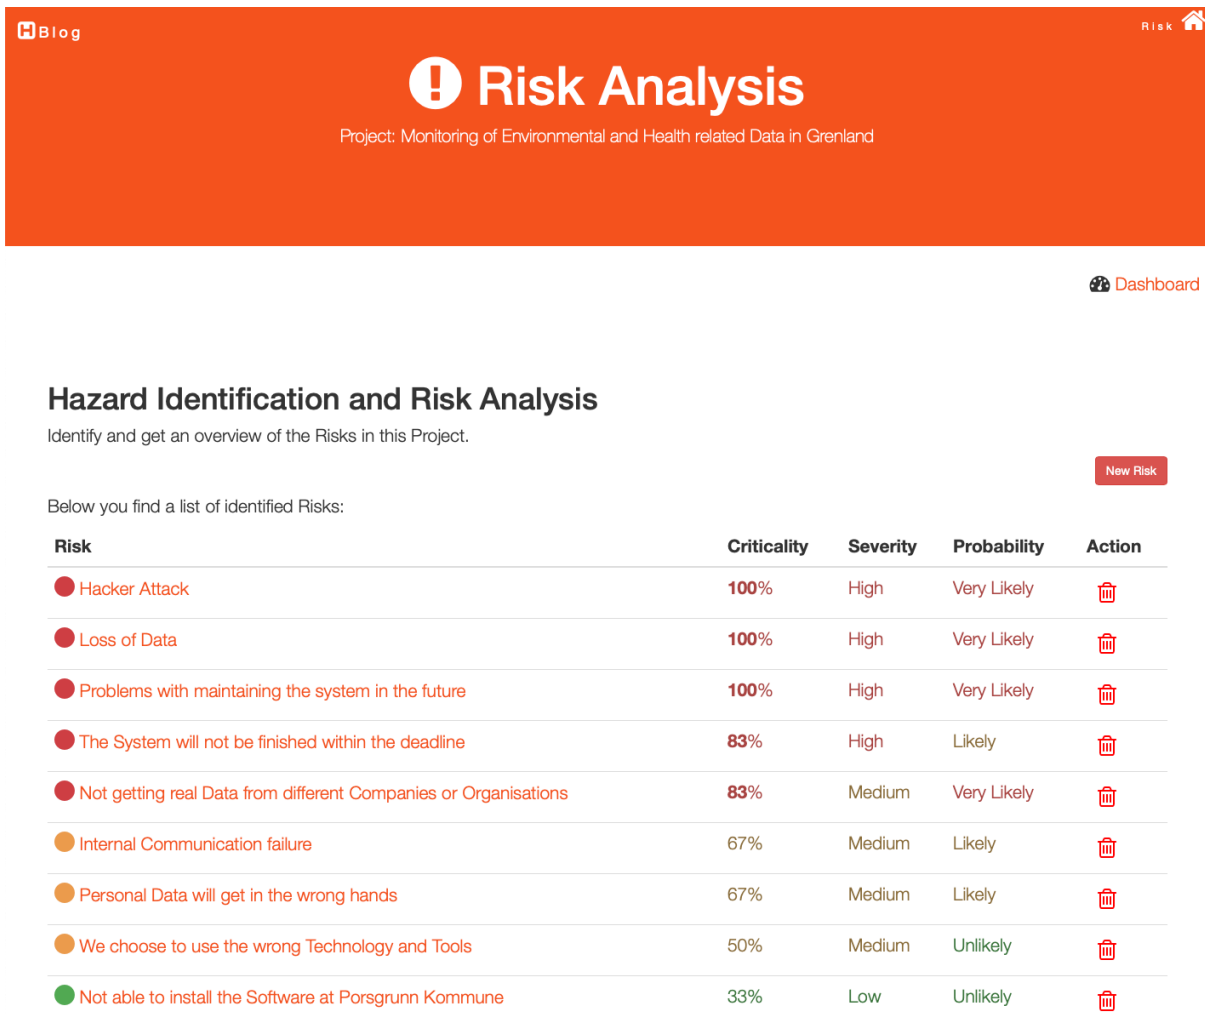 H Blog
Risk
Risk Analysis
Project: Monitoring of Environmental and Health related Data in Grenland
Dashboard
Hazard Identification and Risk Analysis
Identify and get an overview of the Risks in this Project.
New Risk
Below you find a list of identified Risks:
Risk Criticality Severity Probability Action
Hacker Attack 100% High Very Likely
Loss of Data 100% High Very Likely
Problems with maintaining the system in the future 100% High Very Likely
The System will not be finished within the deadline 83% High Likely
Not getting real Data from different Companies or Organisations 83% Medium Very Likely
Internal Communication failure 67% Medium Likely
Personal Data will get in the wrong hands 67% Medium Likely
We choose to use the wrong Technology and Tools 50% Medium Unlikely
Not able to install the Software at Porsgrunn Kommune 33% Low Unlikely